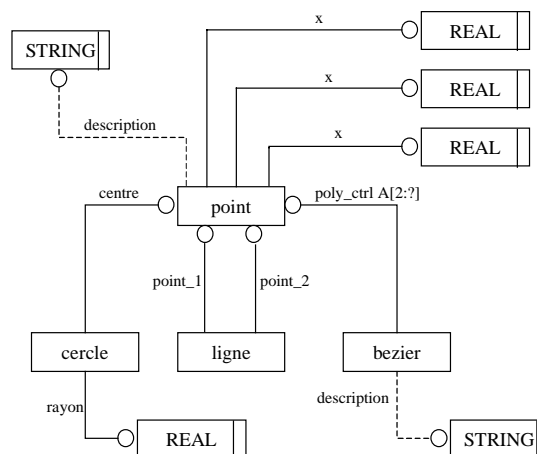 x
REAL
STRING
x
REAL
description
x
REAL
centre
point
poly_ctrl A[2:?]
point_1
point_2
cercle
ligne
bezier
rayon
description
REAL
STRING